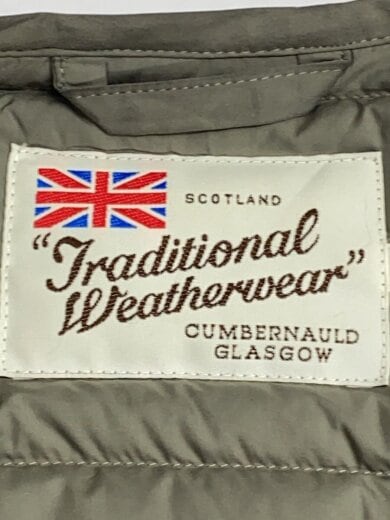 SCOTLAND
"Traditional
Weatherwear"
CUMBERNAULD
GLASGOW